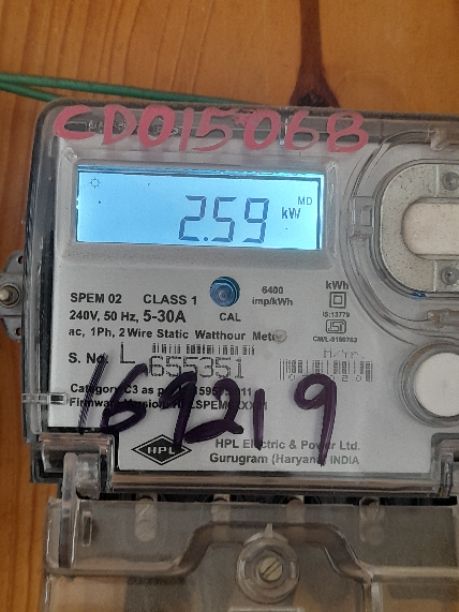 CD015068
MD
2.59 kW
SPEM 02 CLASS 1
240V, 50 Hz, 5-30A
CAL
6400
imp/kWh
kWh
IS:13779
ac, 1Ph, 2 Wire Static Watthour Meter
S. No. L 655351
169219
HPL
HPL Electric & Power Ltd.
Gurugram (Haryana) INDIA